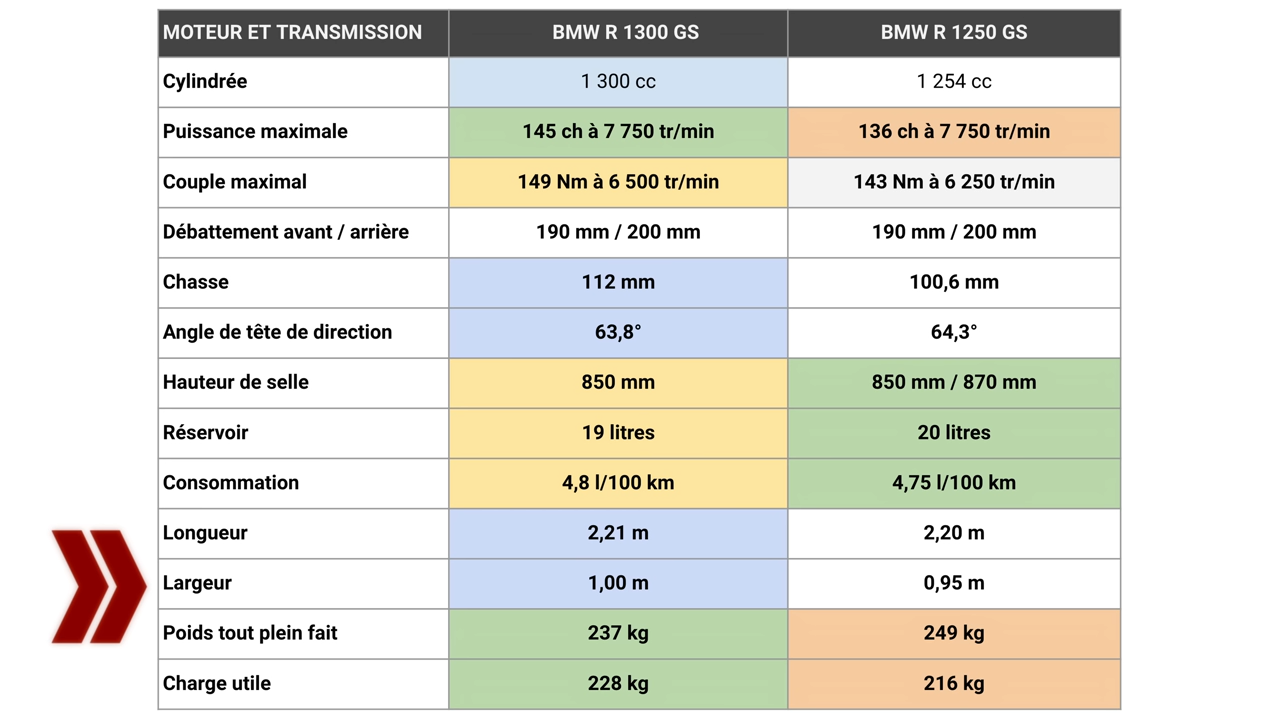 MOTEUR ET TRANSMISSION BMW R 1300 GS BMW R 1250 GS
Cylindrée 1 300 cc 1 254 cc
Puissance maximale 145 ch à 7 750 tr/min 136 ch à 7 750 tr/min
Couple maximal 149 Nm à 6 500 tr/min 143 Nm à 6 250 tr/min
Débattement avant / arrière 190 mm / 200 mm 190 mm / 200 mm
Chasse 112 mm 100,6 mm
Angle de tête de direction 63,8° 64,3°
Hauteur de selle 850 mm 850 mm / 870 mm
Réservoir 19 litres 20 litres
Consommation 4,8 l/100 km 4,75 l/100 km
Longueur 2,21 m 2,20 m
Largeur 1,00 m 0,95 m
Poids tout plein fait 237 kg 249 kg
Charge utile 228 kg 216 kg